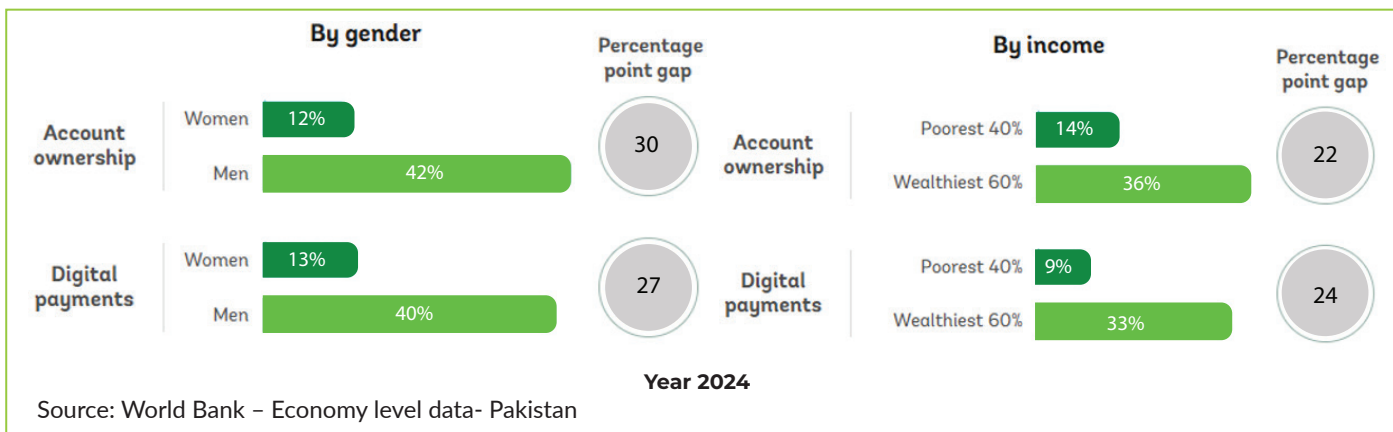 By gender
Percentage
point gap
Account
ownership
Women
12%
Men
42%
30
Digital
payments
Women
13%
Men
40%
27
By income
Percentage
point gap
Account
ownership
Poorest 40%
14%
Wealthiest 60%
36%
22
Digital
payments
Poorest 40%
9%
Wealthiest 60%
33%
24
Year 2024
Source: World Bank – Economy level data- Pakistan